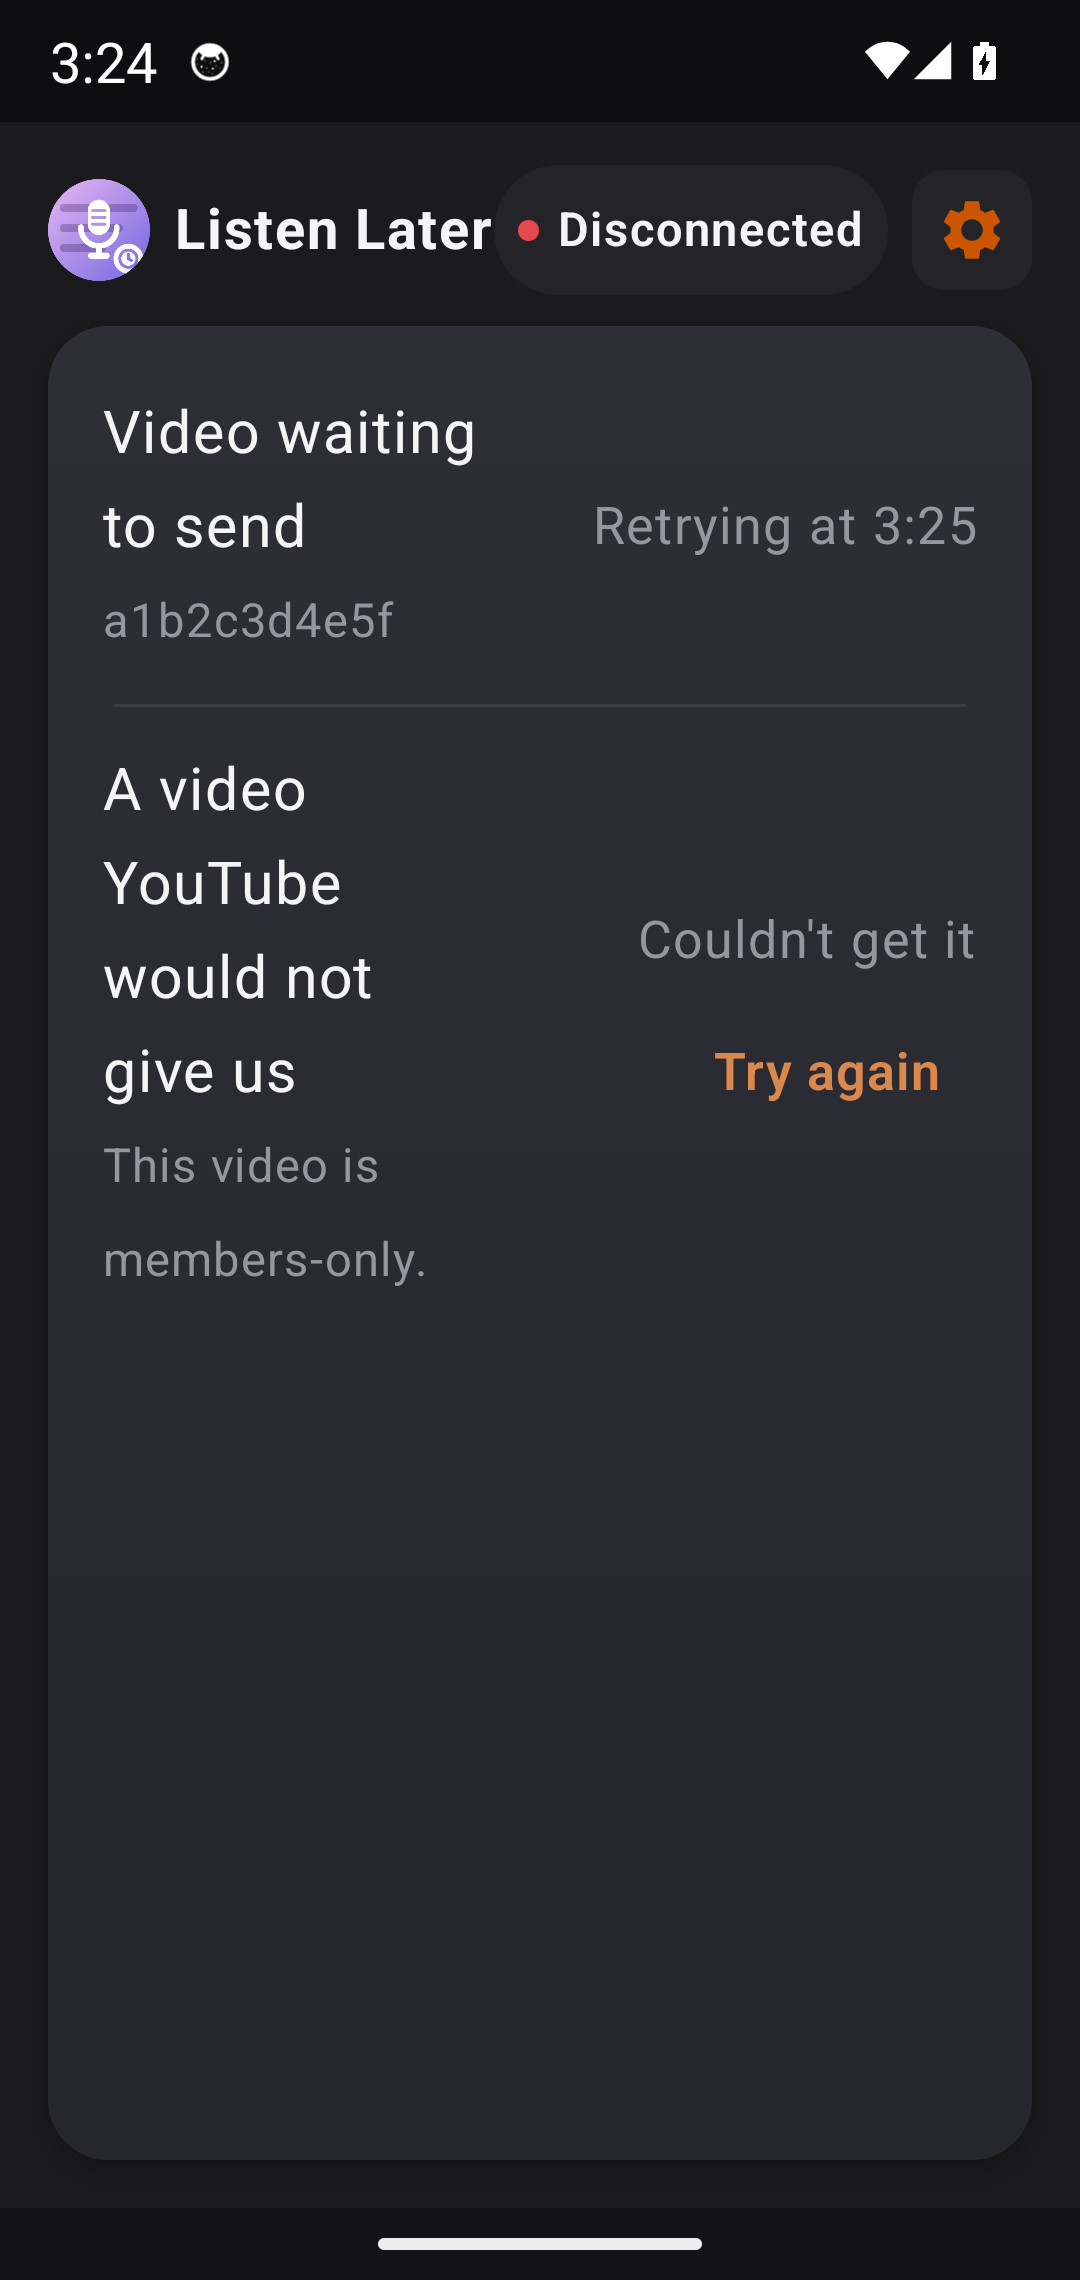 3:24
Listen Later
Disconnected
Video waiting
to send
Retrying at 3:25
a1b2c3d4e5f
A video
YouTube
would not
give us
Couldn't get it
Try again
This video is
members-only.